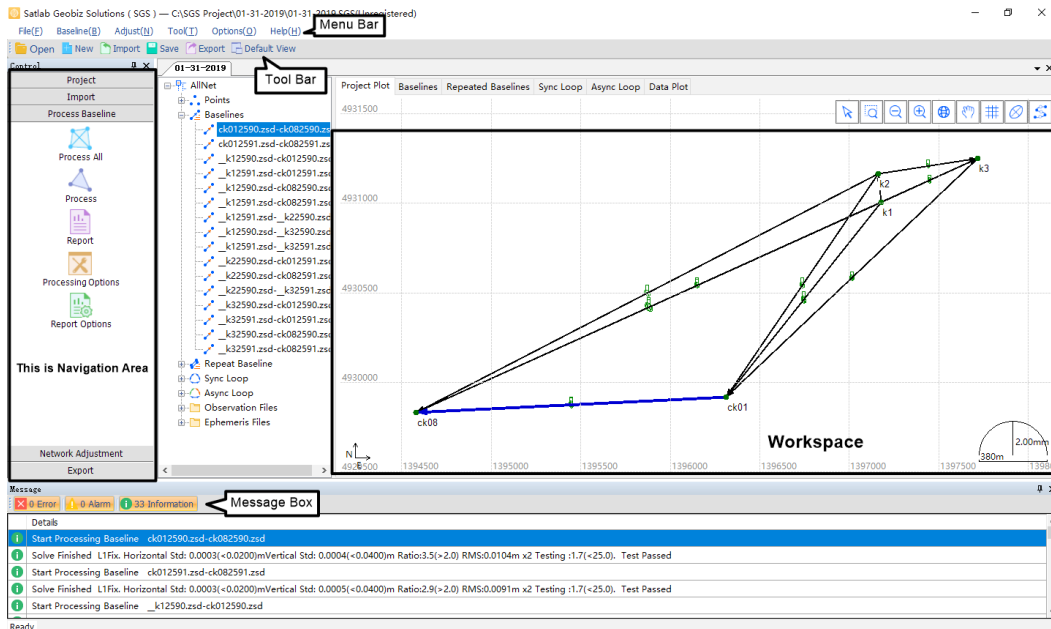 Satlab Geobiz Solutions ( SGS ) — C:\SGS Project\01-31-2019\01-31-2019.SGS(Unregistered)
File(F) Baseline(B) Adjust(N) Tool(T) Options(O) Help(H)
Menu Bar
Open New Import Save Export Default View
Tool Bar
Control
Project
Import
Process Baseline
Process All
Process
Report
Processing Options
Report Options
This is Navigation Area
Network Adjustment
Export
01-31-2019
AllNet
Points
Baselines
ck012590.zsd-ck082590.zs
ck012591.zsd-ck082591.zs
__k12590.zsd-ck012590.zs
__k12591.zsd-ck012591.zs
__k12590.zsd-ck082590.zs
__k12591.zsd-ck082591.zs
__k12591.zsd-__k22590.zsd
__k12590.zsd-__k32590.zsd
__k12591.zsd-__k32591.zsd
__k22590.zsd-ck012591.zs
__k22590.zsd-ck082591.zs
__k22590.zsd-__k32591.zsd
__k32590.zsd-ck012590.zs
__k32591.zsd-ck012591.zs
__k32590.zsd-ck082590.zs
__k32591.zsd-ck082591.zs
Repeat Baseline
Sync Loop
Async Loop
Observation Files
Ephemeris Files
Project Plot Baselines Repeated Baselines Sync Loop Async Loop Data Plot
4931500
4931000
4930500
4930000
k3
k2
k1
ck01
ck08
Workspace
N
E
2.00mm
380m
1394500 1395000 1395500 1396000 1396500 1397000 1397500
Message
0 Error 0 Alarm 33 Information
Message Box
Details
Start Processing Baseline ck012590.zsd-ck082590.zsd
Solve Finished L1Fix. Horizontal Std: 0.0003(<0.0200)mVertical Std: 0.0004(<0.0400)m Ratio:3.5(>2.0) RMS:0.0104m x2 Testing :1.7(<25.0). Test Passed
Start Processing Baseline ck012591.zsd-ck082591.zsd
Solve Finished L1Fix. Horizontal Std: 0.0003(<0.0200)mVertical Std: 0.0005(<0.0400)m Ratio:2.9(>2.0) RMS:0.0091m x2 Testing :1.7(<25.0). Test Passed
Start Processing Baseline __k12590.zsd-ck012590.zsd
Ready